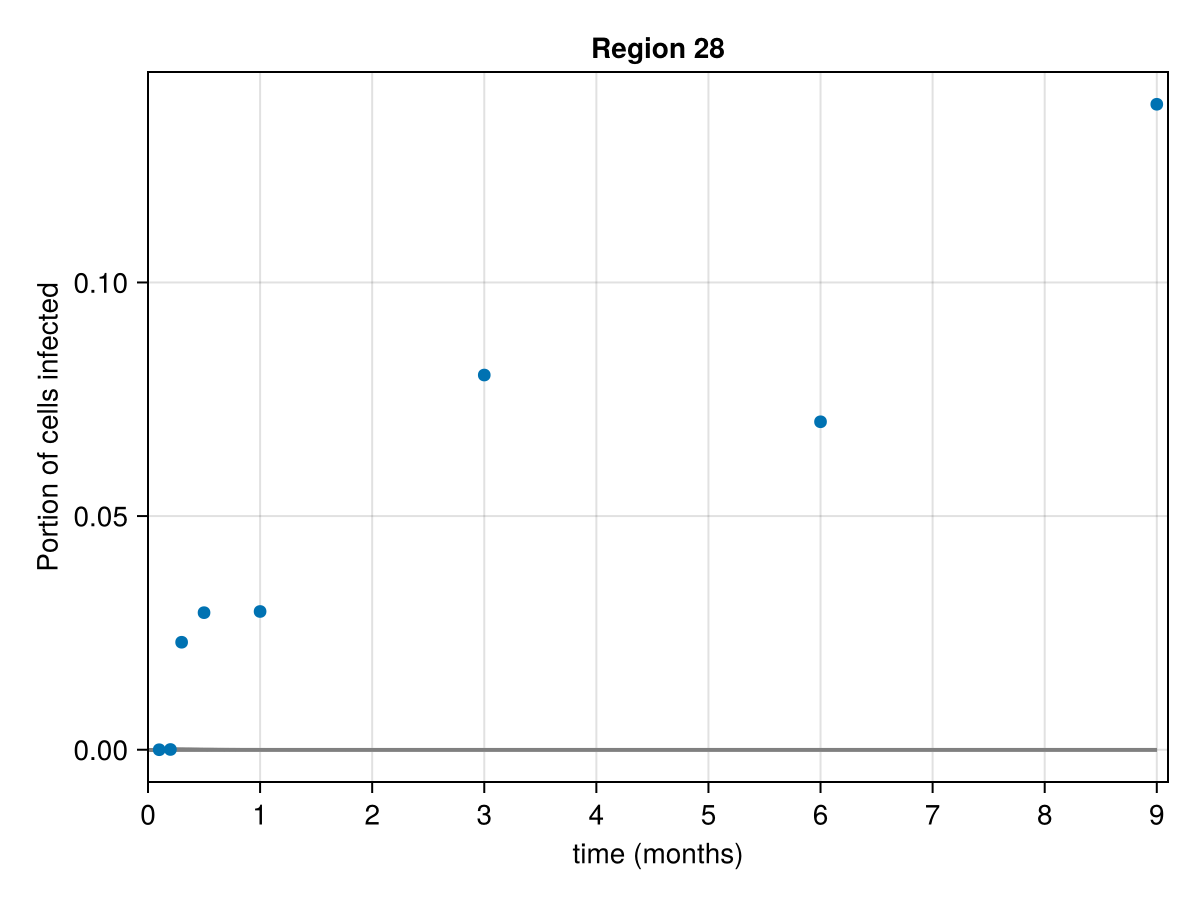 Region 28
Portion of cells infected
0.10
0.05
0.00
0 1 2 3 4 5 6 7 8 9
time (months)